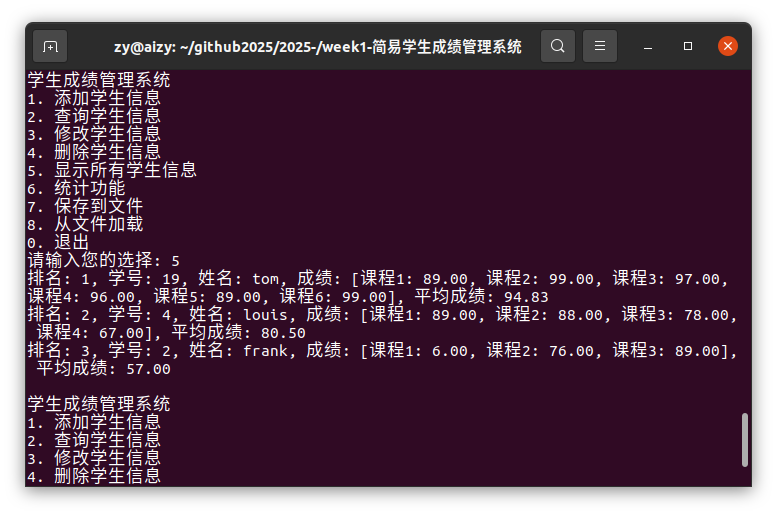 zy@aizy: ~/github2025/2025-/week1-简易学生成绩管理系统
学生成绩管理系统
1. 添加学生信息
2. 查询学生信息
3. 修改学生信息
4. 删除学生信息
5. 显示所有学生信息
6. 统计功能
7. 保存到文件
8. 从文件加载
0. 退出
请输入您的选择: 5
排名: 1, 学号: 19, 姓名: tom, 成绩: [课程1: 89.00, 课程2: 99.00, 课程3: 97.00,
课程4: 96.00, 课程5: 89.00, 课程6: 99.00], 平均成绩: 94.83
排名: 2, 学号: 4, 姓名: louis, 成绩: [课程1: 89.00, 课程2: 88.00, 课程3: 78.00,
课程4: 67.00], 平均成绩: 80.50
排名: 3, 学号: 2, 姓名: frank, 成绩: [课程1: 6.00, 课程2: 76.00, 课程3: 89.00],
平均成绩: 57.00
学生成绩管理系统
1. 添加学生信息
2. 查询学生信息
3. 修改学生信息
4. 删除学生信息